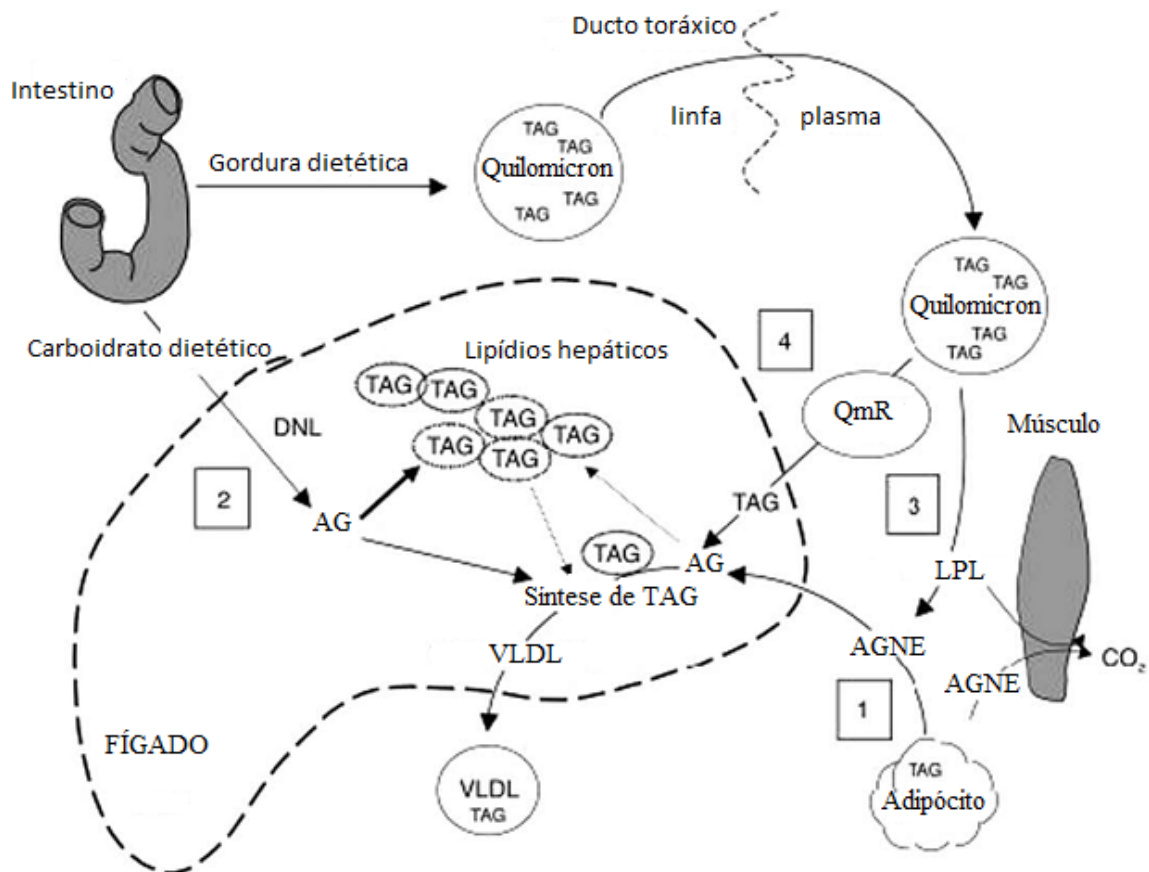 Ducto toráxico
Intestino
linfa
plasma
TAG
TAG
Quilomicron
TAG
TAG
Gordura dietética
TAG
TAG
Quilomicron
TAG
TAG
Carboidrato dietético
Lipídios hepáticos
4
TAG
TAG
TAG
TAG
TAG
TAG
QmR
Músculo
DNL
2
AG
TAG
3
TAG
AG
LPL
Síntese de TAG
VLDL
AGNE
AGNE
CO₂
1
FÍGADO
VLDL
TAG
TAG
Adipócito